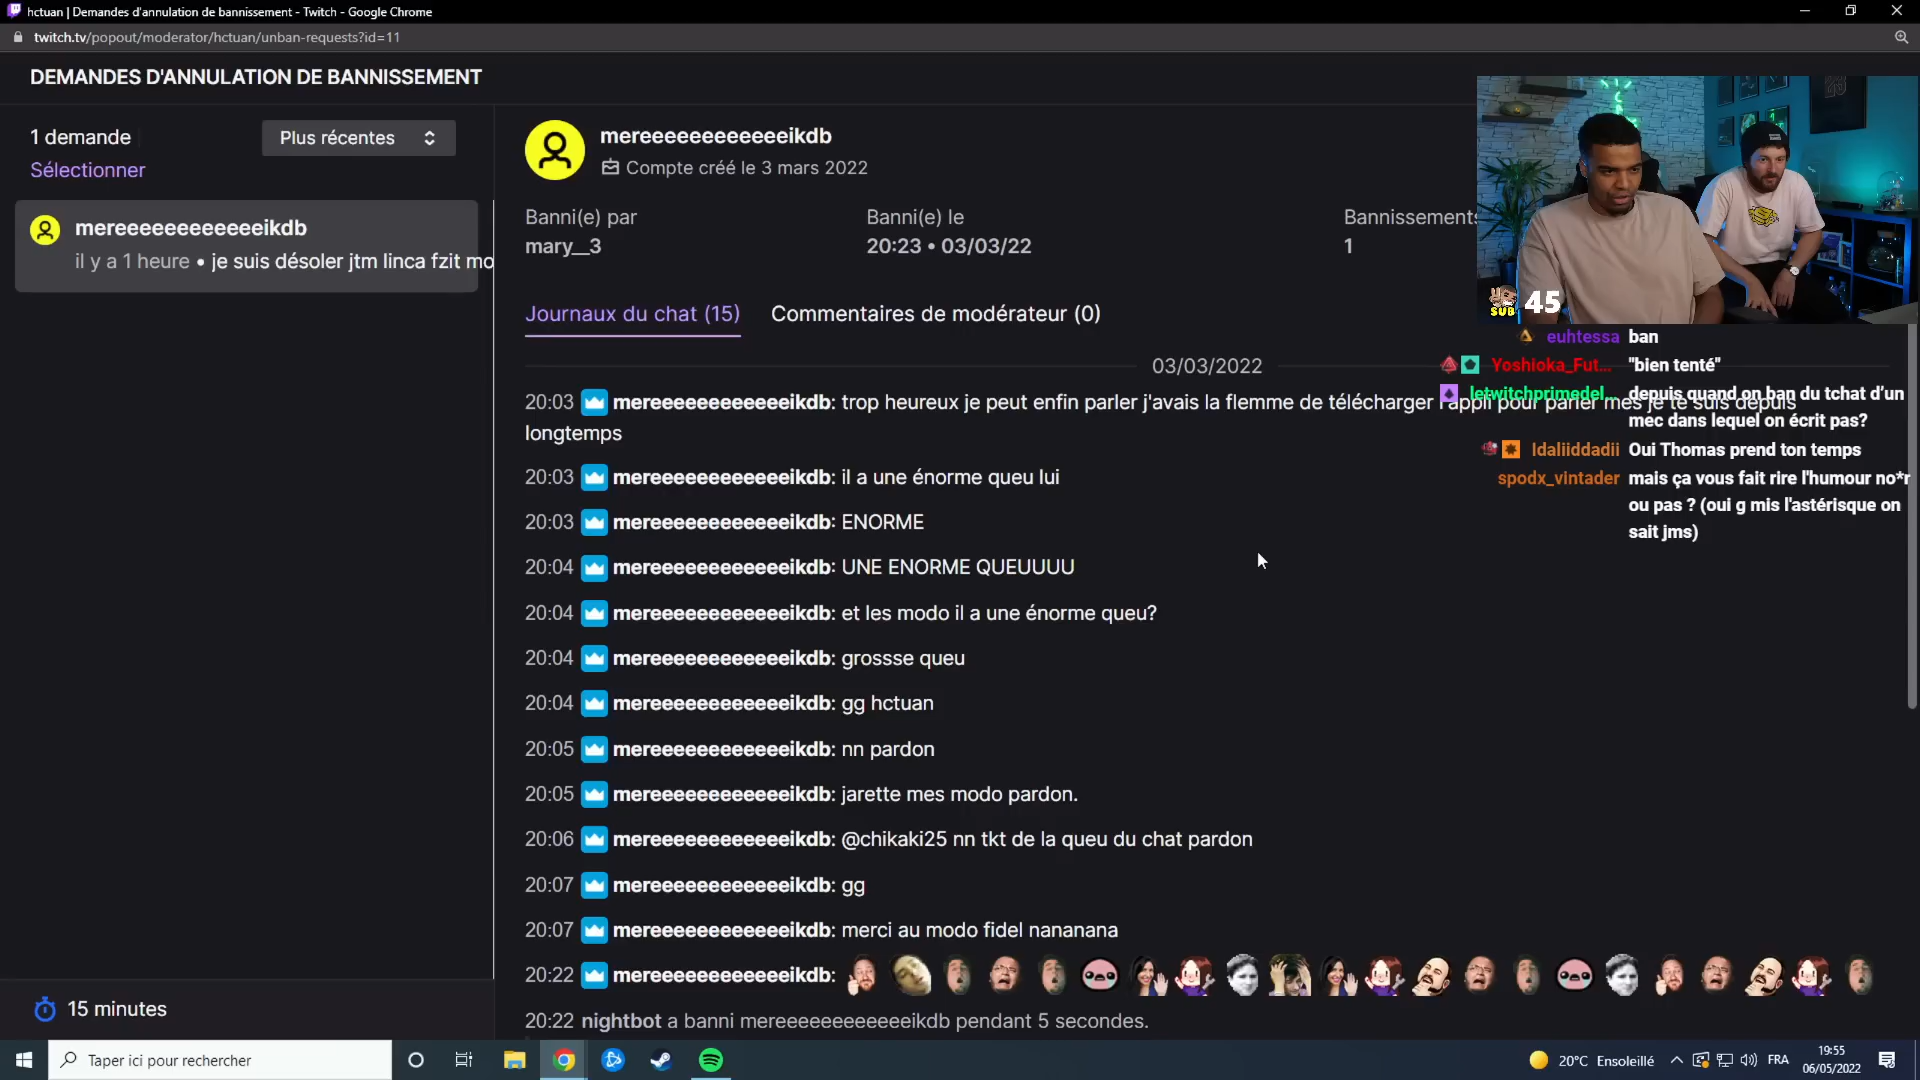 hctuan | Demandes d'annulation de bannissement - Twitch - Google Chrome
twitch.tv/popout/moderator/hctuan/unban-requests?id=11
DEMANDES D'ANNULATION DE BANNISSEMENT
1 demande
Plus récentes
Sélectionner
mereeeeeeeeeeeeikdb
il y a 1 heure • je suis désoler jtm linca fzit mo
15 minutes
mereeeeeeeeeeeeikdb
Compte créé le 3 mars 2022
Banni(e) par
mary__3
Banni(e) le
20:23 • 03/03/22
Bannissements
1
Journaux du chat (15)
Commentaires de modérateur (0)
03/03/2022
20:03 mereeeeeeeeeeeeikdb: trop heureux je peut enfin parler j'avais la flemme de télécharger l'appli pour parler mes je te suis depuis
longtemps
20:03 mereeeeeeeeeeeeikdb: il a une énorme queu lui
20:03 mereeeeeeeeeeeeikdb: ENORME
20:04 mereeeeeeeeeeeeikdb: UNE ENORME QUEUUUU
20:04 mereeeeeeeeeeeeikdb: et les modo il a une énorme queu?
20:04 mereeeeeeeeeeeeikdb: grossse queu
20:04 mereeeeeeeeeeeeikdb: gg hctuan
20:05 mereeeeeeeeeeeeikdb: nn pardon
20:05 mereeeeeeeeeeeeikdb: jarette mes modo pardon.
20:06 mereeeeeeeeeeeeikdb: @chikaki25 nn tkt de la queu du chat pardon
20:07 mereeeeeeeeeeeeikdb: gg
20:07 mereeeeeeeeeeeeikdb: merci au modo fidel nananana
20:22 mereeeeeeeeeeeeikdb:
20:22 nightbot a banni mereeeeeeeeeeeeikdb pendant 5 secondes.
SUB 45
euhtessa ban
Yoshioka_Fut... "bien tenté"
letwitchprimedel... depuis quand on ban du tchat d'un
mec dans lequel on écrit pas?
ldaliiddadii Oui Thomas prend ton temps
spodx_vintader mais ça vous fait rire l'humour no*r
ou pas ? (oui g mis l'astérisque on
sait jms)
Taper ici pour rechercher
20°C Ensoleillé
FRA
19:55
06/05/2022